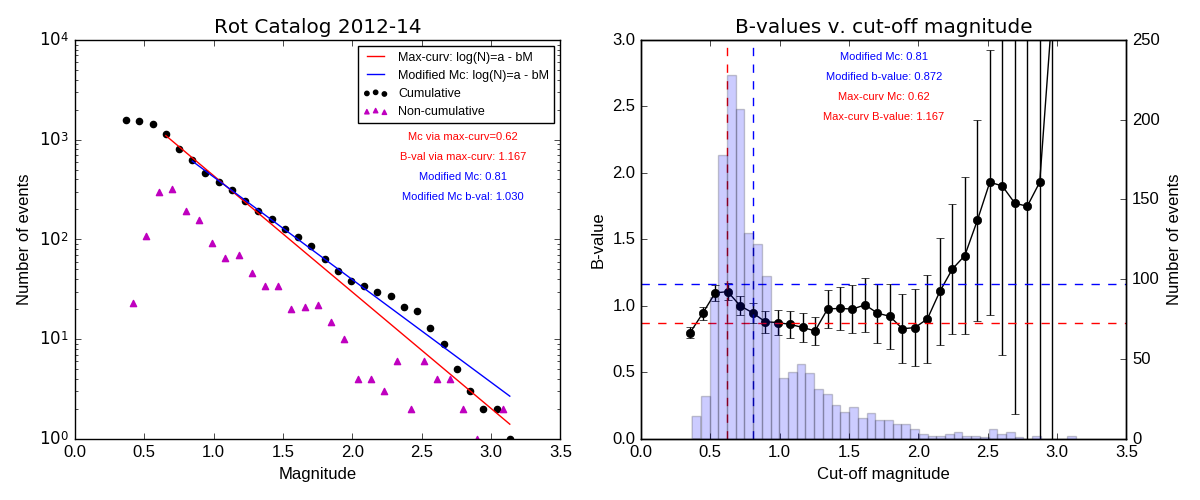 Rot Catalog 2012-14
Max-curv: log(N)=a - bM
Modified Mc: log(N)=a - bM
Cumulative
Non-cumulative
Mc via max-curv=0.62
B-val via max-curv: 1.167
Modified Mc: 0.81
Modified Mc b-val: 1.030
10⁴
10³
10²
10¹
10⁰
Number of events
0.0 0.5 1.0 1.5 2.0 2.5 3.0 3.5
Magnitude
B-values v. cut-off magnitude
Modified Mc: 0.81
Modified b-value: 0.872
Max-curv Mc: 0.62
Max-curv B-value: 1.167
3.0
2.5
2.0
1.5
1.0
0.5
0.0
B-value
250
200
150
100
50
0
Number of events
0.0 0.5 1.0 1.5 2.0 2.5 3.0 3.5
Cut-off magnitude